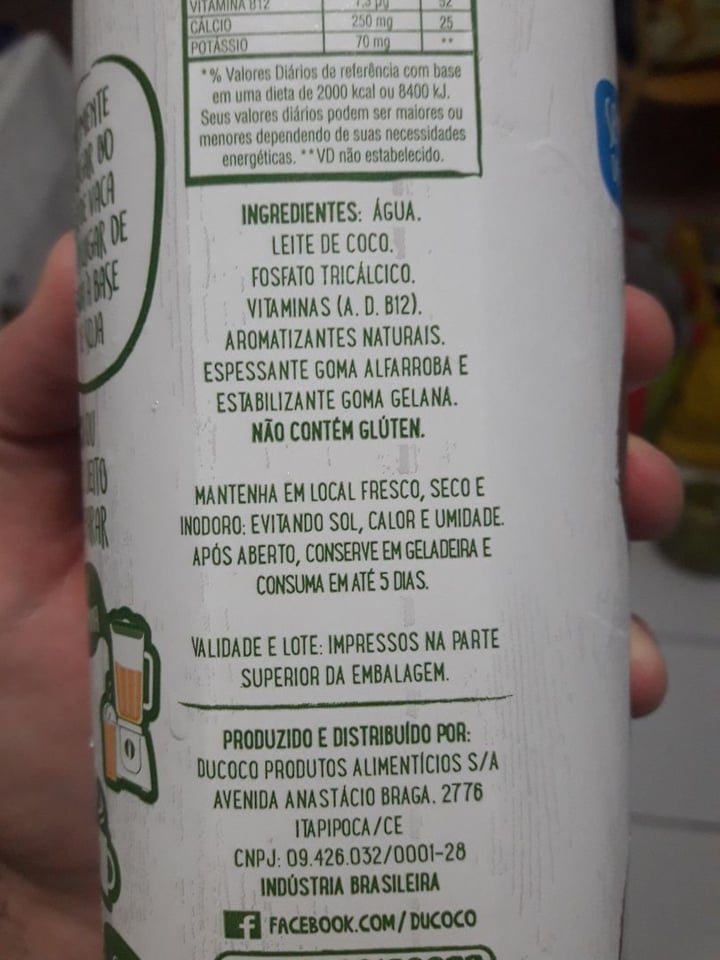 VITAMINA B12
CÁLCIO 250 mg 25
POTÁSSIO 70 mg **
*% Valores Diários de referência com base
em uma dieta de 2000 kcal ou 8400 kJ.
Seus valores diários podem ser maiores ou
menores dependendo de suas necessidades
energéticas. **VD não estabelecido.
VACA
DE
BASE
INGREDIENTES: ÁGUA.
LEITE DE COCO.
FOSFATO TRICÁLCICO.
VITAMINAS (A. D. B12).
AROMATIZANTES NATURAIS.
ESPESSANTE GOMA ALFARROBA E
ESTABILIZANTE GOMA GELANA.
NÃO CONTÉM GLÚTEN.
MANTENHA EM LOCAL FRESCO, SECO E
INODORO: EVITANDO SOL, CALOR E UMIDADE.
APÓS ABERTO, CONSERVE EM GELADEIRA E
CONSUMA EM ATÉ 5 DIAS.
VALIDADE E LOTE: IMPRESSOS NA PARTE
SUPERIOR DA EMBALAGEM.
PRODUZIDO E DISTRIBUÍDO POR:
DUCOCO PRODUTOS ALIMENTÍCIOS S/A
AVENIDA ANASTÁCIO BRAGA. 2776
ITAPIPOCA/CE
CNPJ: 09.426.032/0001-28
INDÚSTRIA BRASILEIRA
f FACEBOOK.COM/DUCOCO